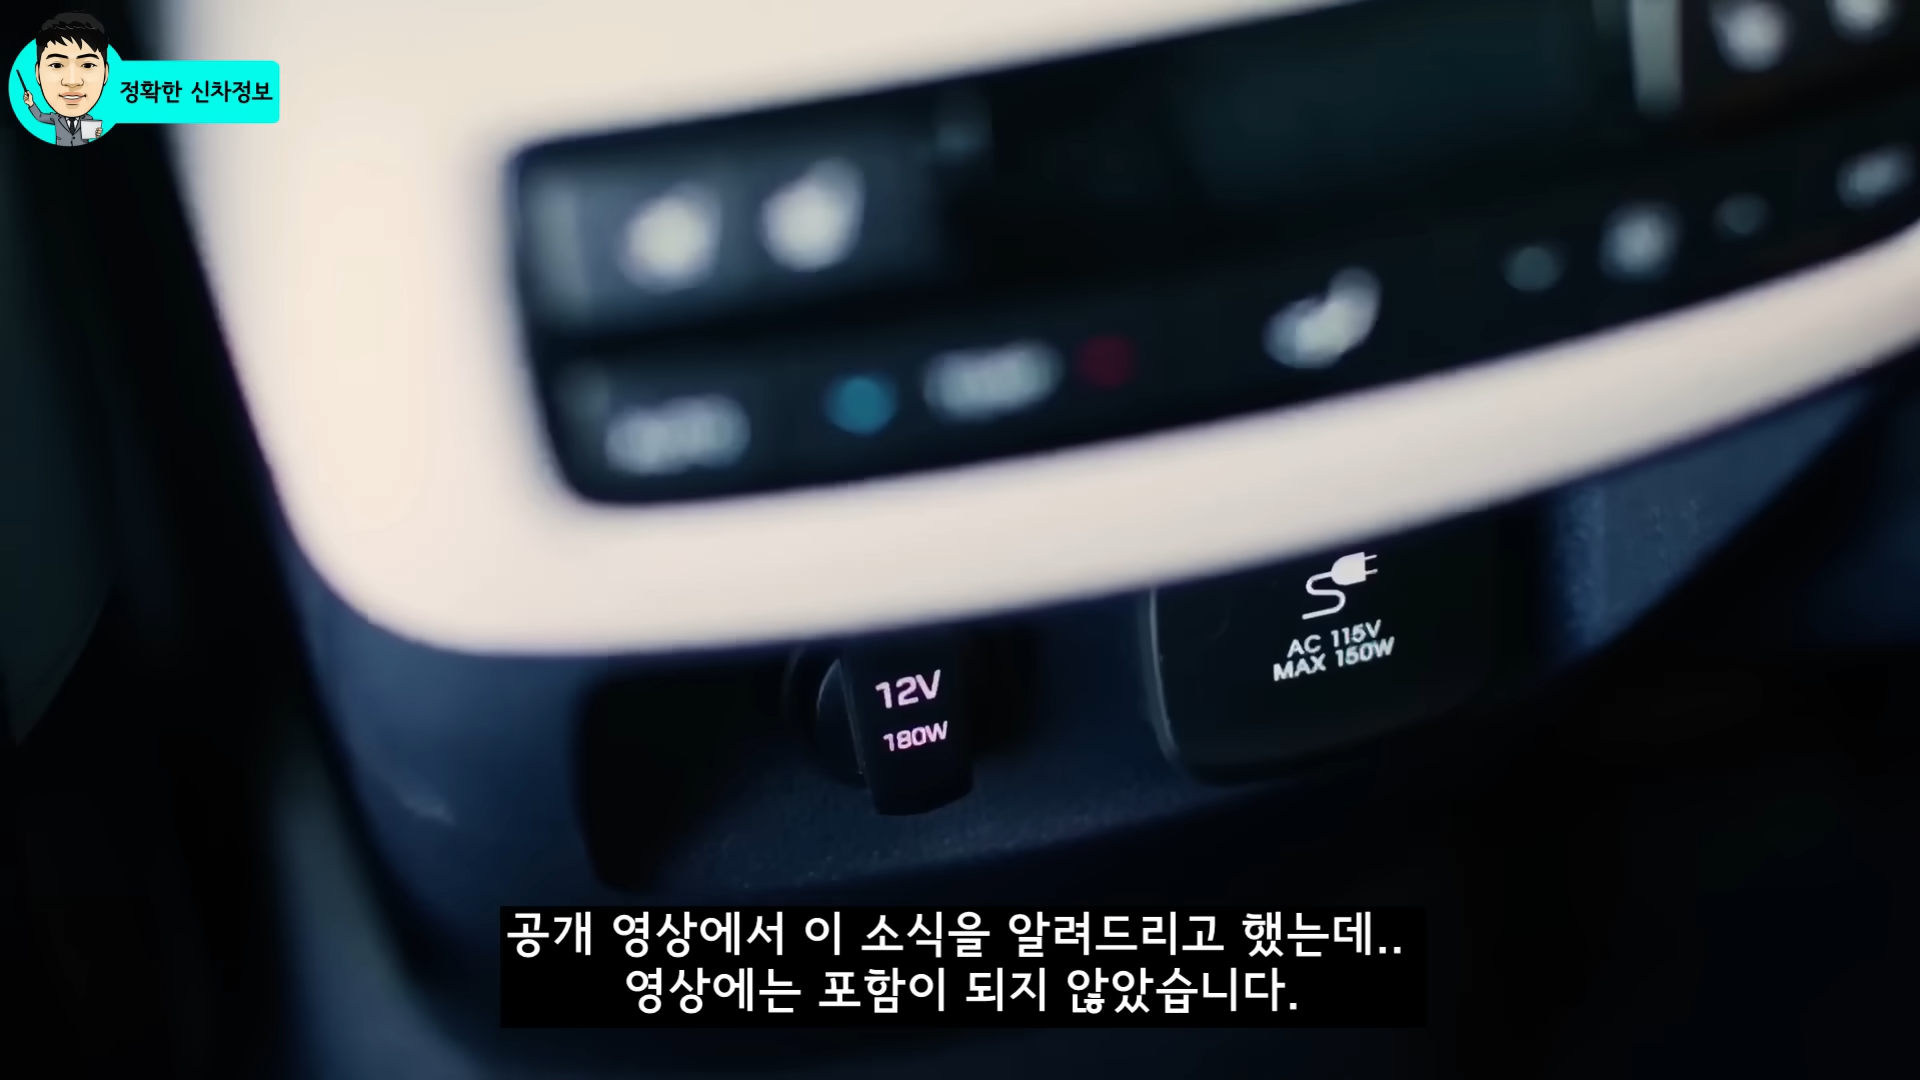 정확한 신차정보
12V
180W
AC 115V
MAX 150W
공개 영상에서 이 소식을 알려드리고 했는데..
영상에는 포함이 되지 않았습니다.